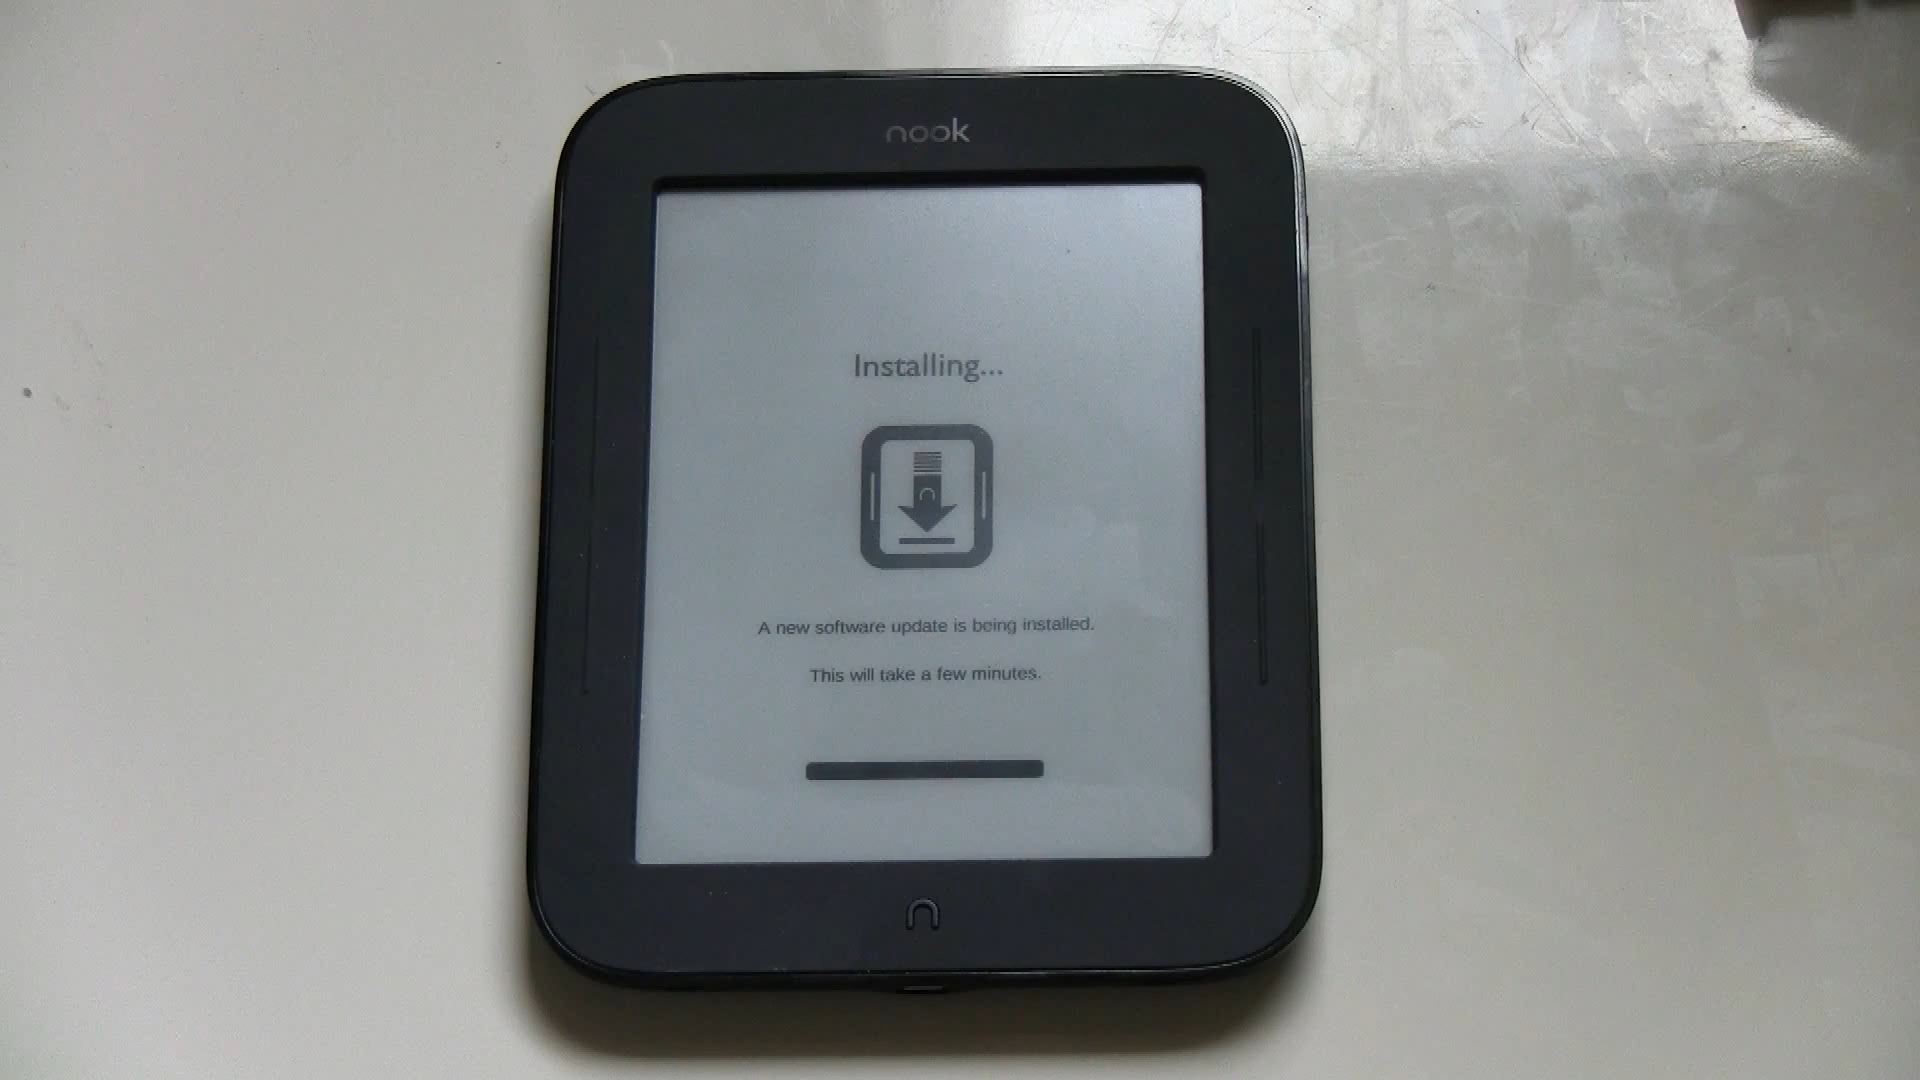 nook
Installing...
A new software update is being installed.
This will take a few minutes.